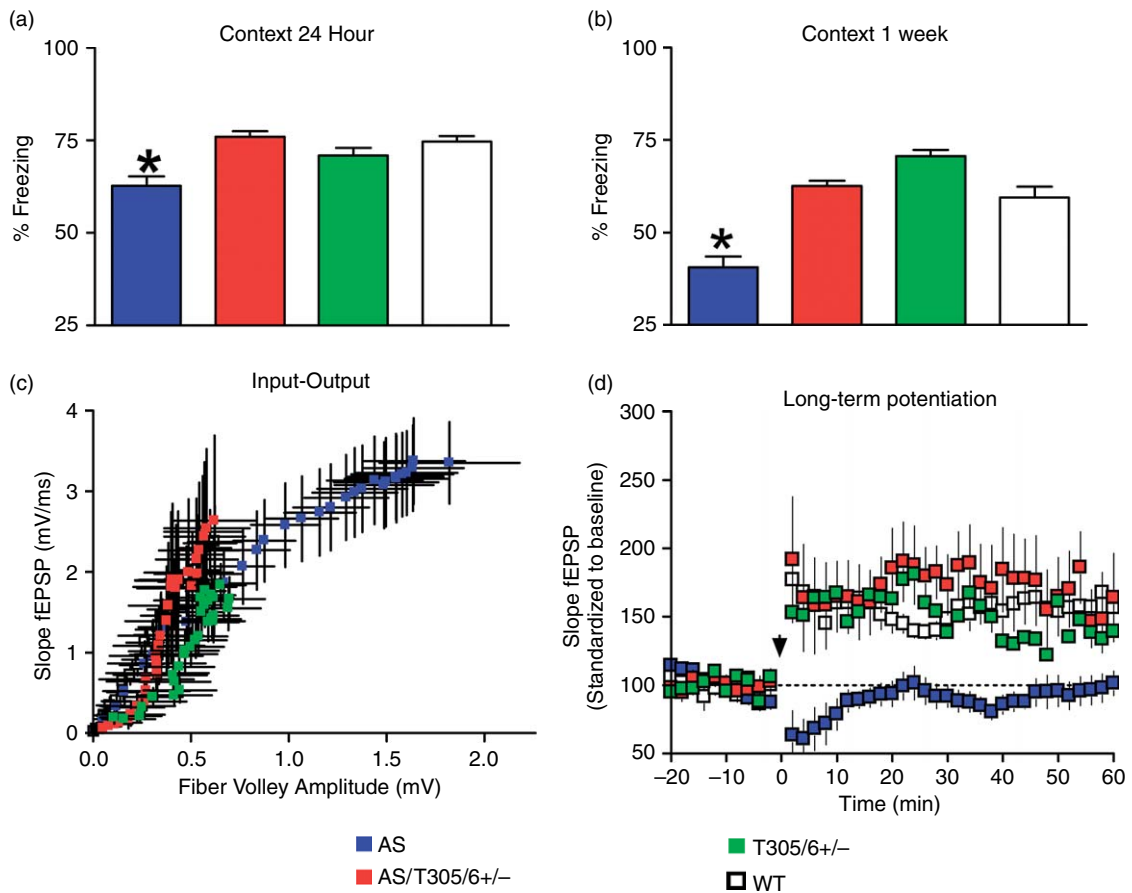 (a)
Context 24 Hour
100
75
50
25
% Freezing
*
(b)
Context 1 week
100
75
50
25
% Freezing
*
(c)
Input-Output
4
3
2
1
0
Slope fEPSP (mV/ms)
0.0 0.5 1.0 1.5 2.0
Fiber Volley Amplitude (mV)
(d)
Long-term potentiation
300
250
200
150
100
50
Slope fEPSP
(Standardized to baseline)
–20 –10 0 10 20 30 40 50 60
Time (min)
AS
AS/T305/6+/–
T305/6+/–
WT